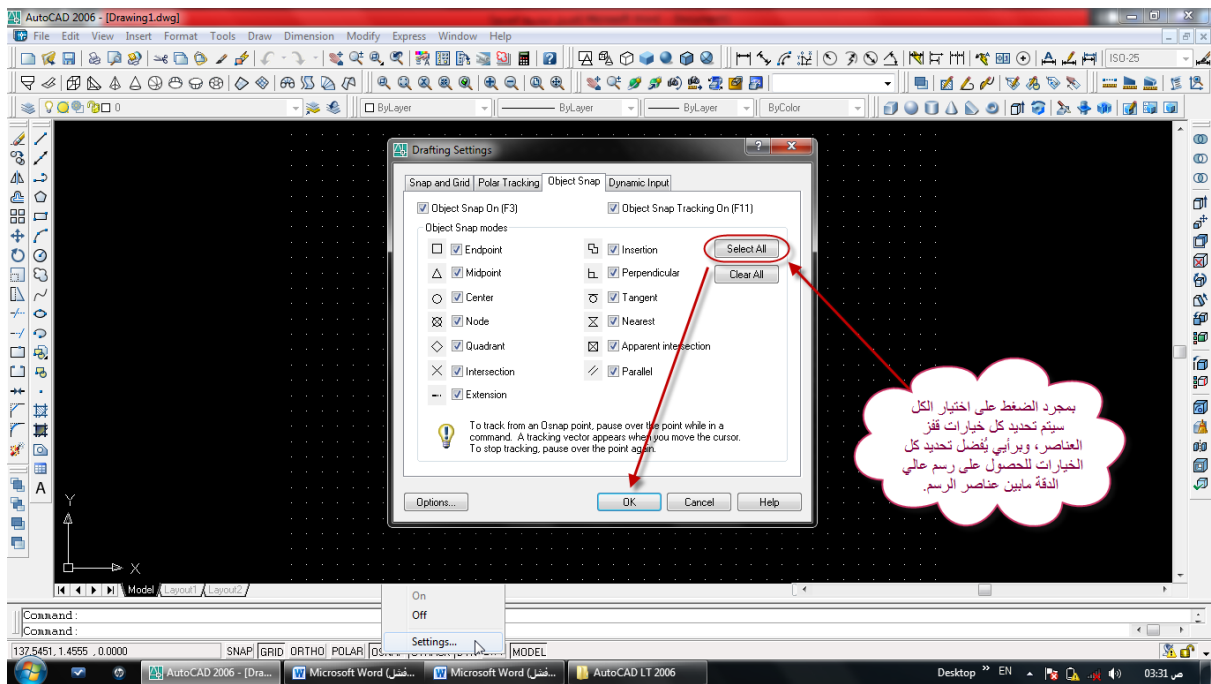 AutoCAD 2006 - [Drawing1.dwg]
File Edit View Insert Format Tools Draw Dimension Modify Express Window Help
ISO-25
0 ByLayer ByLayer ByLayer ByColor
Drafting Settings
Snap and Grid Polar Tracking Object Snap Dynamic Input
Object Snap On (F3) Object Snap Tracking On (F11)
Object Snap modes
Endpoint Insertion Select All
Midpoint Perpendicular Clear All
Center Tangent
Node Nearest
Quadrant Apparent intersection
Intersection Parallel
Extension
To track from an Osnap point, pause over the point while in a
command. A tracking vector appears when you move the cursor.
To stop tracking, pause over the point again.
Options... OK Cancel Help
بمجرد الضغط على اختيار الكل
سيتم تحديد كل خيارات قفز
العناصر، وبرأيي يُفضل تحديد كل
الخيارات للحصول على رسم عالي
الدقة مابين عناصر الرسم.
A
Y
X
Model Layout1 Layout2
On
Off
Settings...
Command:
Command:
137.5451, 1.4555 , 0.0000 SNAP GRID ORTHO POLAR MODEL
AutoCAD 2006 - [Dra... Microsoft Word (فشل... Microsoft Word (فشل... AutoCAD LT 2006 Desktop » EN 03:31 ص